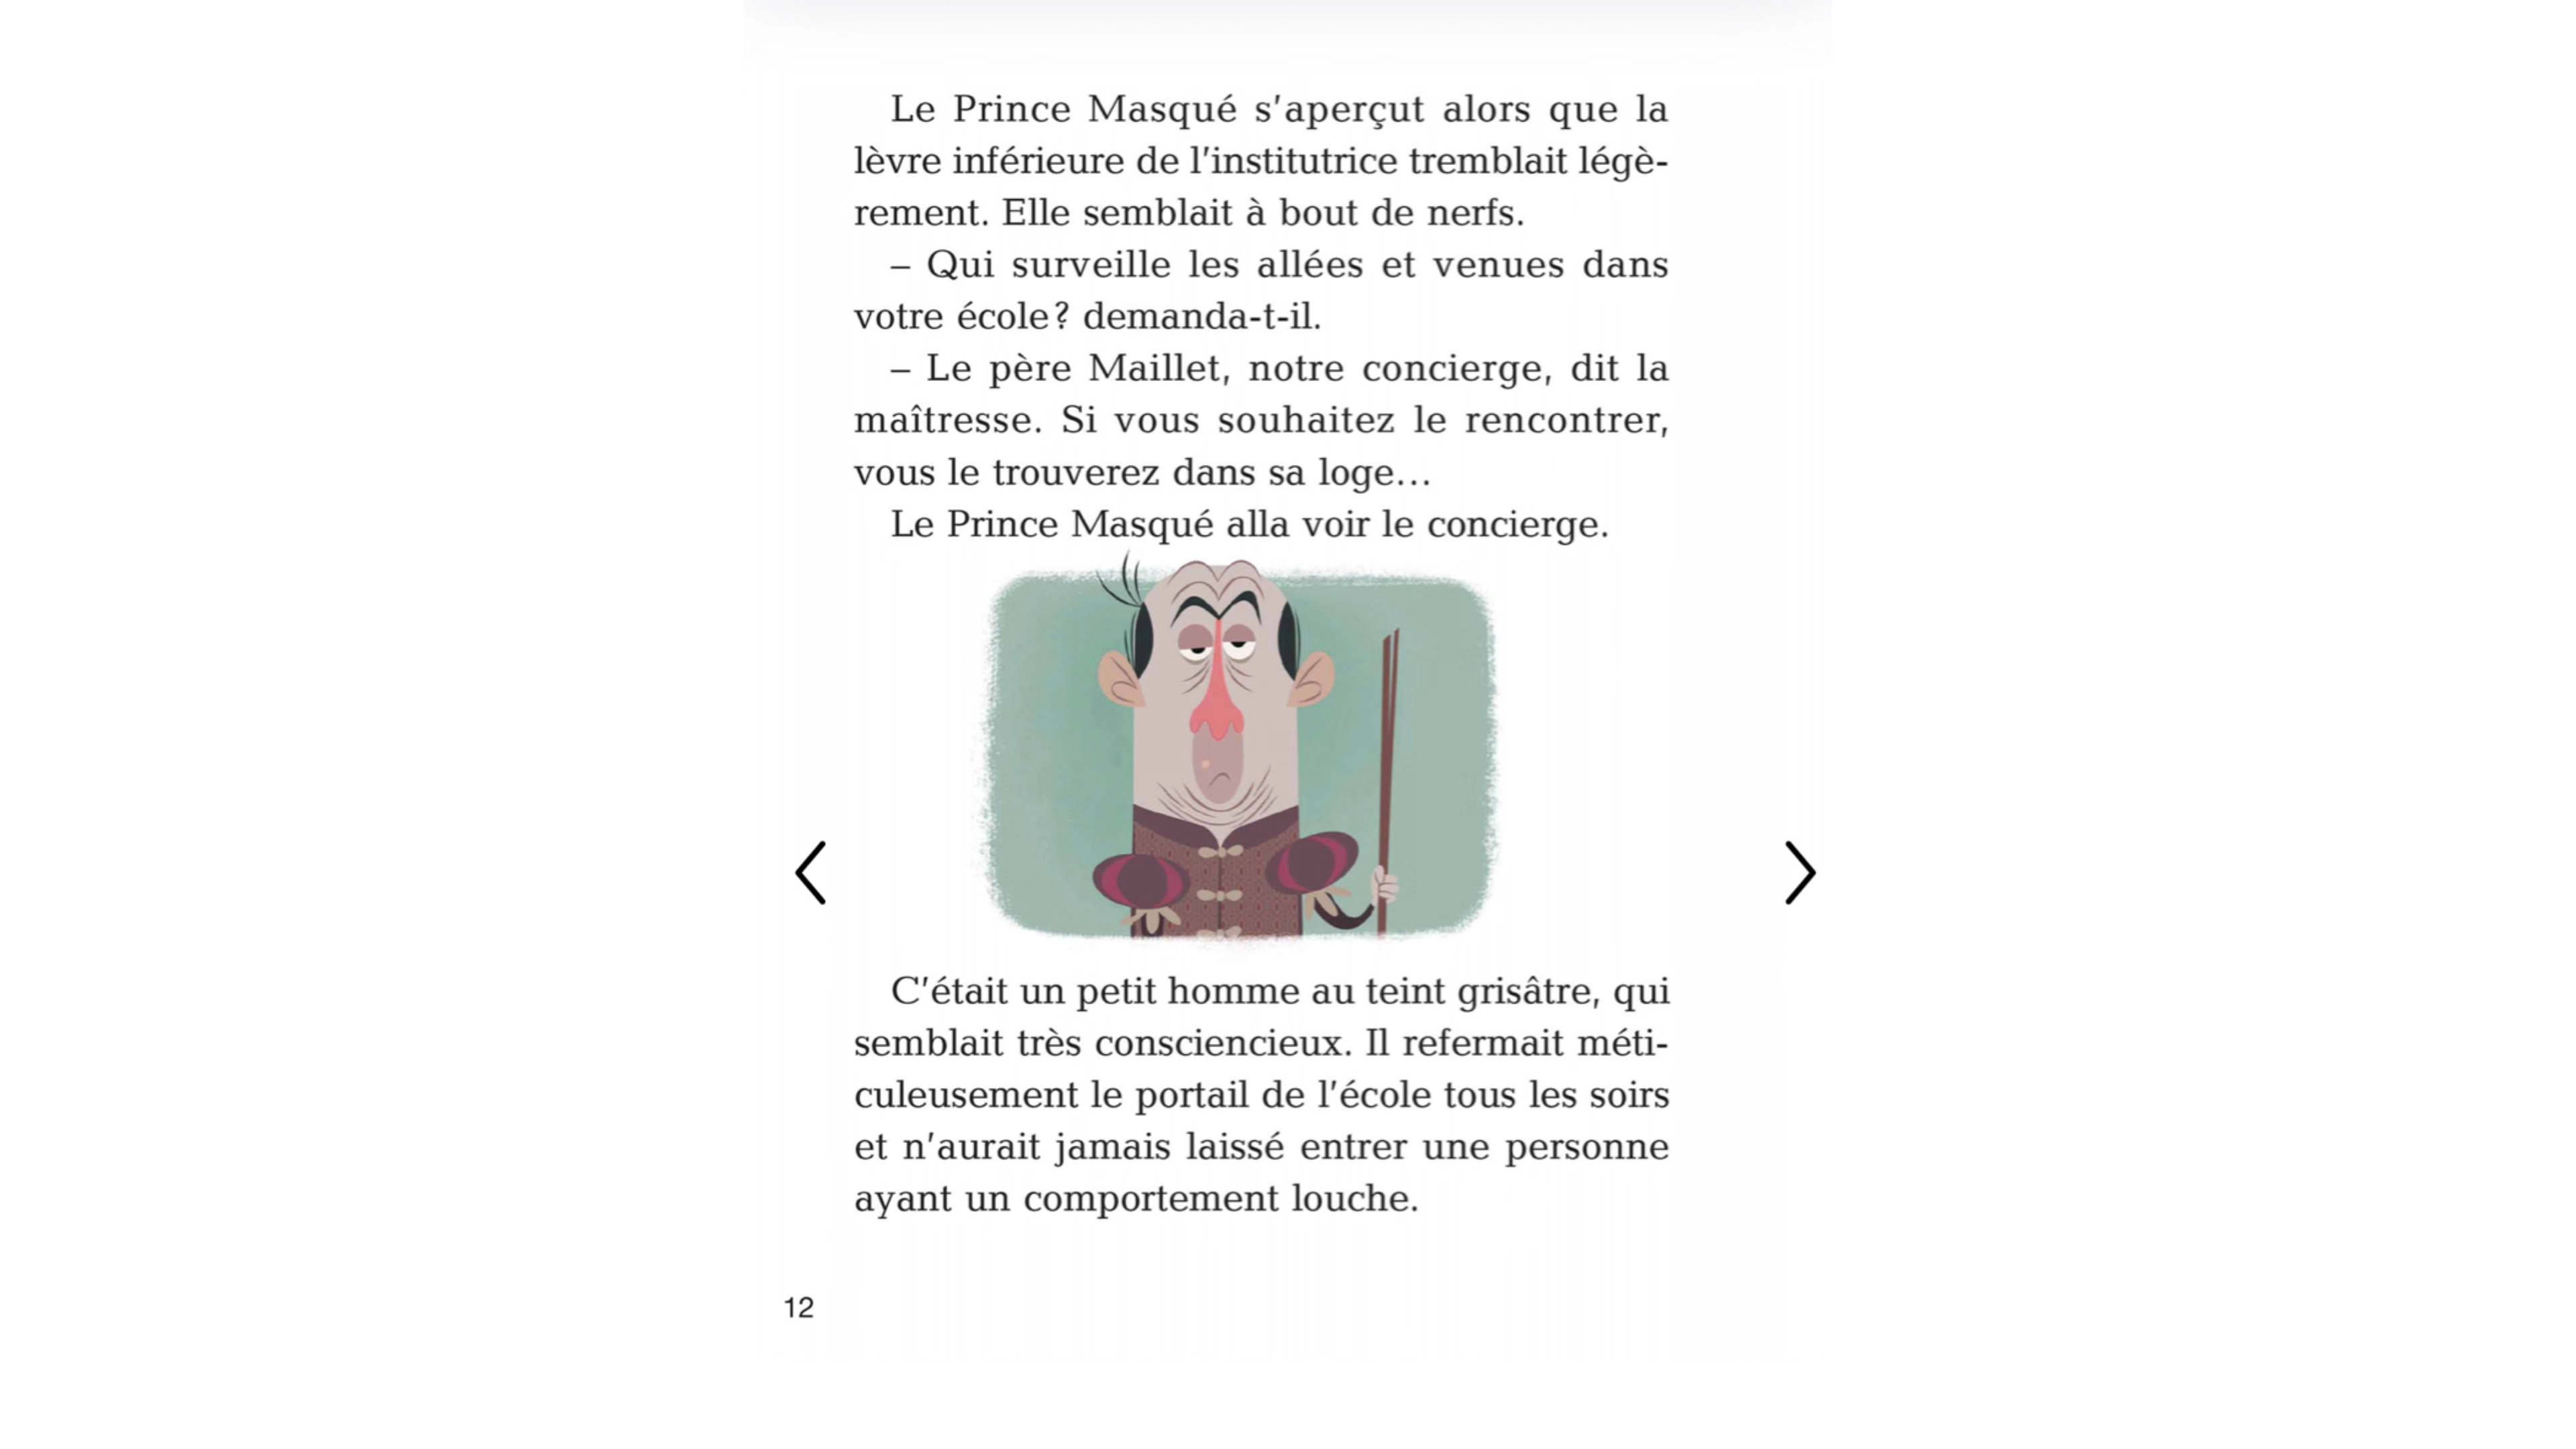 Le Prince Masqué s'aperçut alors que la
lèvre inférieure de l'institutrice tremblait légè-
rement. Elle semblait à bout de nerfs.
– Qui surveille les allées et venues dans
votre école ? demanda-t-il.
– Le père Maillet, notre concierge, dit la
maîtresse. Si vous souhaitez le rencontrer,
vous le trouverez dans sa loge…
Le Prince Masqué alla voir le concierge.
C'était un petit homme au teint grisâtre, qui
semblait très consciencieux. Il refermait méti-
culeusement le portail de l'école tous les soirs
et n'aurait jamais laissé entrer une personne
ayant un comportement louche.
12